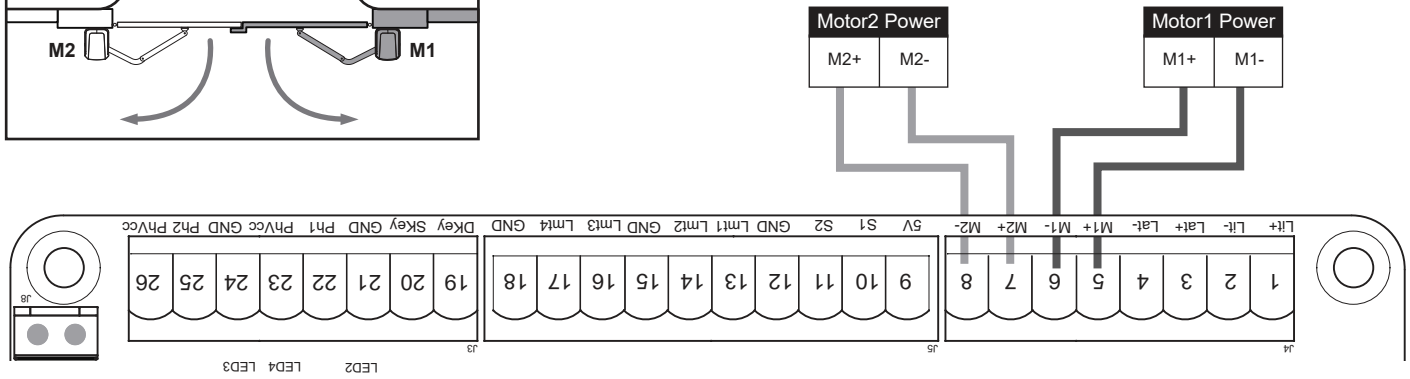 M2 M1
Motor2 Power Motor1 Power
M2+ M2- M1+ M1-
PhVcc Ph2 GND PhVcc Ph1 GND SKey DKey GND Lmt4 Lmt3 GND Lmt2 Lmt1 GND S2 S1 5V M2- M2+ M1- M1+ Lat- Lat+ Lit- Lit+
26 25 24 23 22 21 20 19 18 17 16 15 14 13 12 11 10 9 8 7 6 5 4 3 2 1
J8
J3 J5 J4
LED3 LED4 LED2